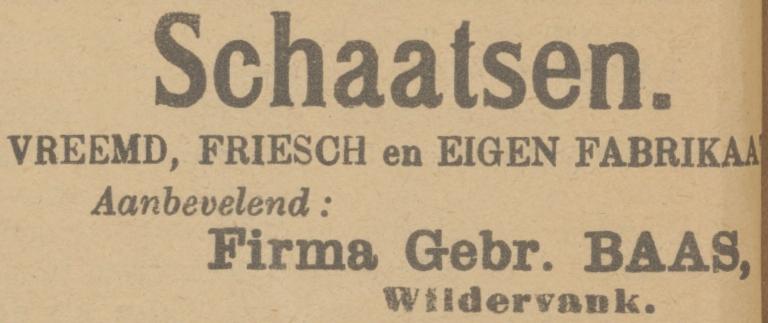 Schaatsen.
VREEMD, FRIESCH en EIGEN FABRIKAA
Aanbevelend:
Firma Gebr. BAAS,
Wildervank.